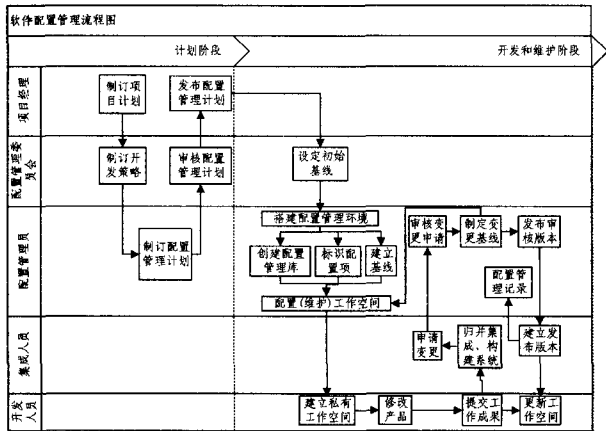 软件配置管理流程图
计划阶段
开发和维护阶段
项目经理
制订项
目计划
发布配置
管理计划
配置管理委
员会
制订开
发策略
审核配置
管理计划
设定初始
基线
配置管理员
制订配置
管理计划
搭建配置管理环境
创建配置
管理库
标识配
置项
建立
基线
配置(维护)工作空间
审核变
更申请
制定变
更基线
发布审
核版本
配置管
理记录
集成人员
申请
变更
归并集
成、构
建系统
建立发
布版本
开发
人员
建立私有
工作空间
修改
产品
提交工
作成果
更新工
作空间